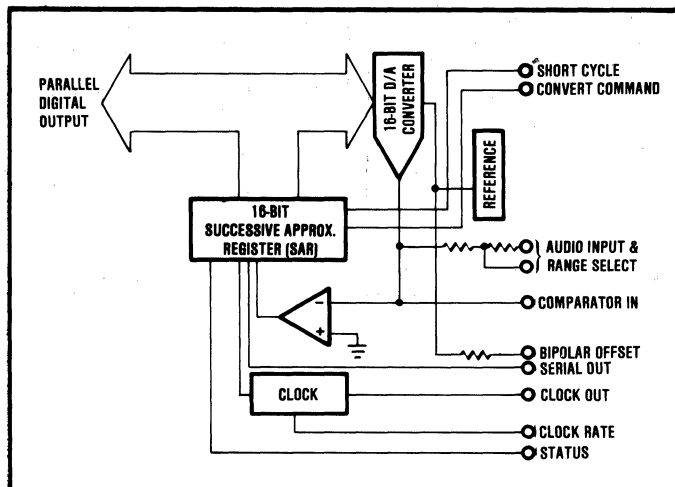 PARALLEL
DIGITAL
OUTPUT
16-BIT D/A
CONVERTER
SHORT CYCLE
CONVERT COMMAND
REFERENCE
16-BIT
SUCCESSIVE APPROX.
REGISTER (SAR)
AUDIO INPUT &
RANGE SELECT
COMPARATOR IN
BIPOLAR OFFSET
SERIAL OUT
CLOCK
CLOCK OUT
CLOCK RATE
STATUS